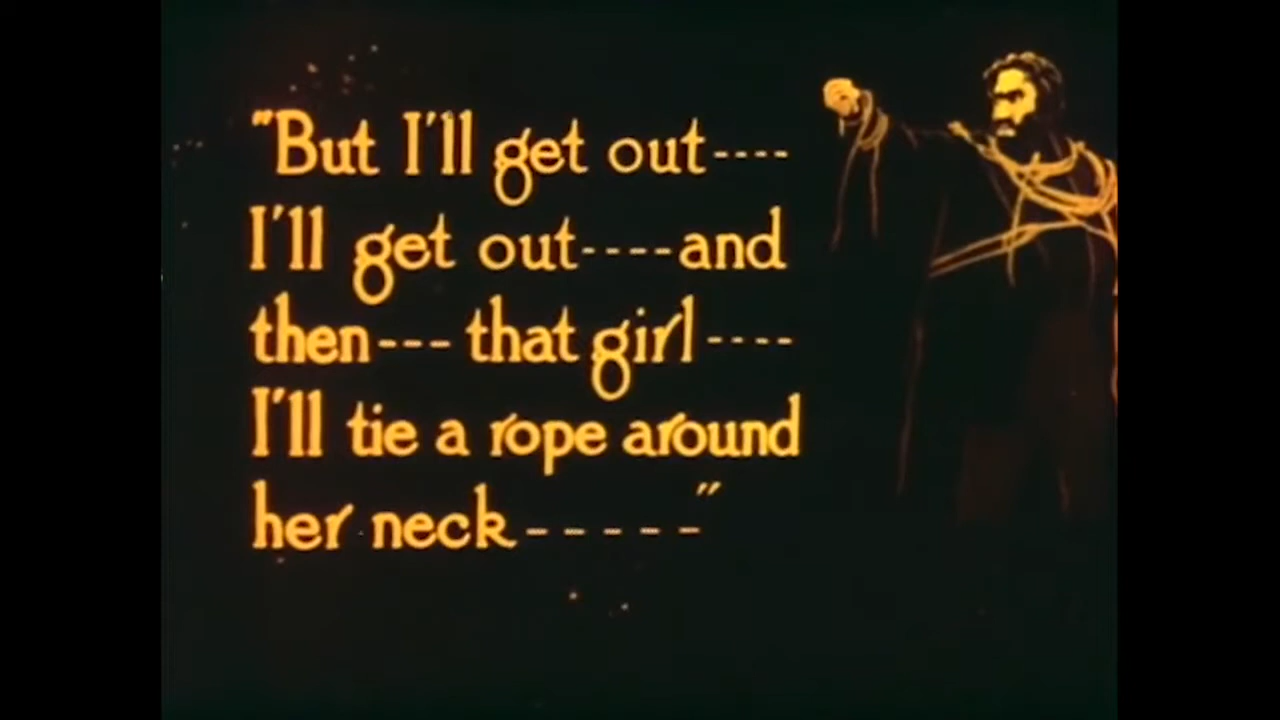 "But I'll get out----
I'll get out----and
then--- that girl----
I'll tie a rope around
her neck-----"